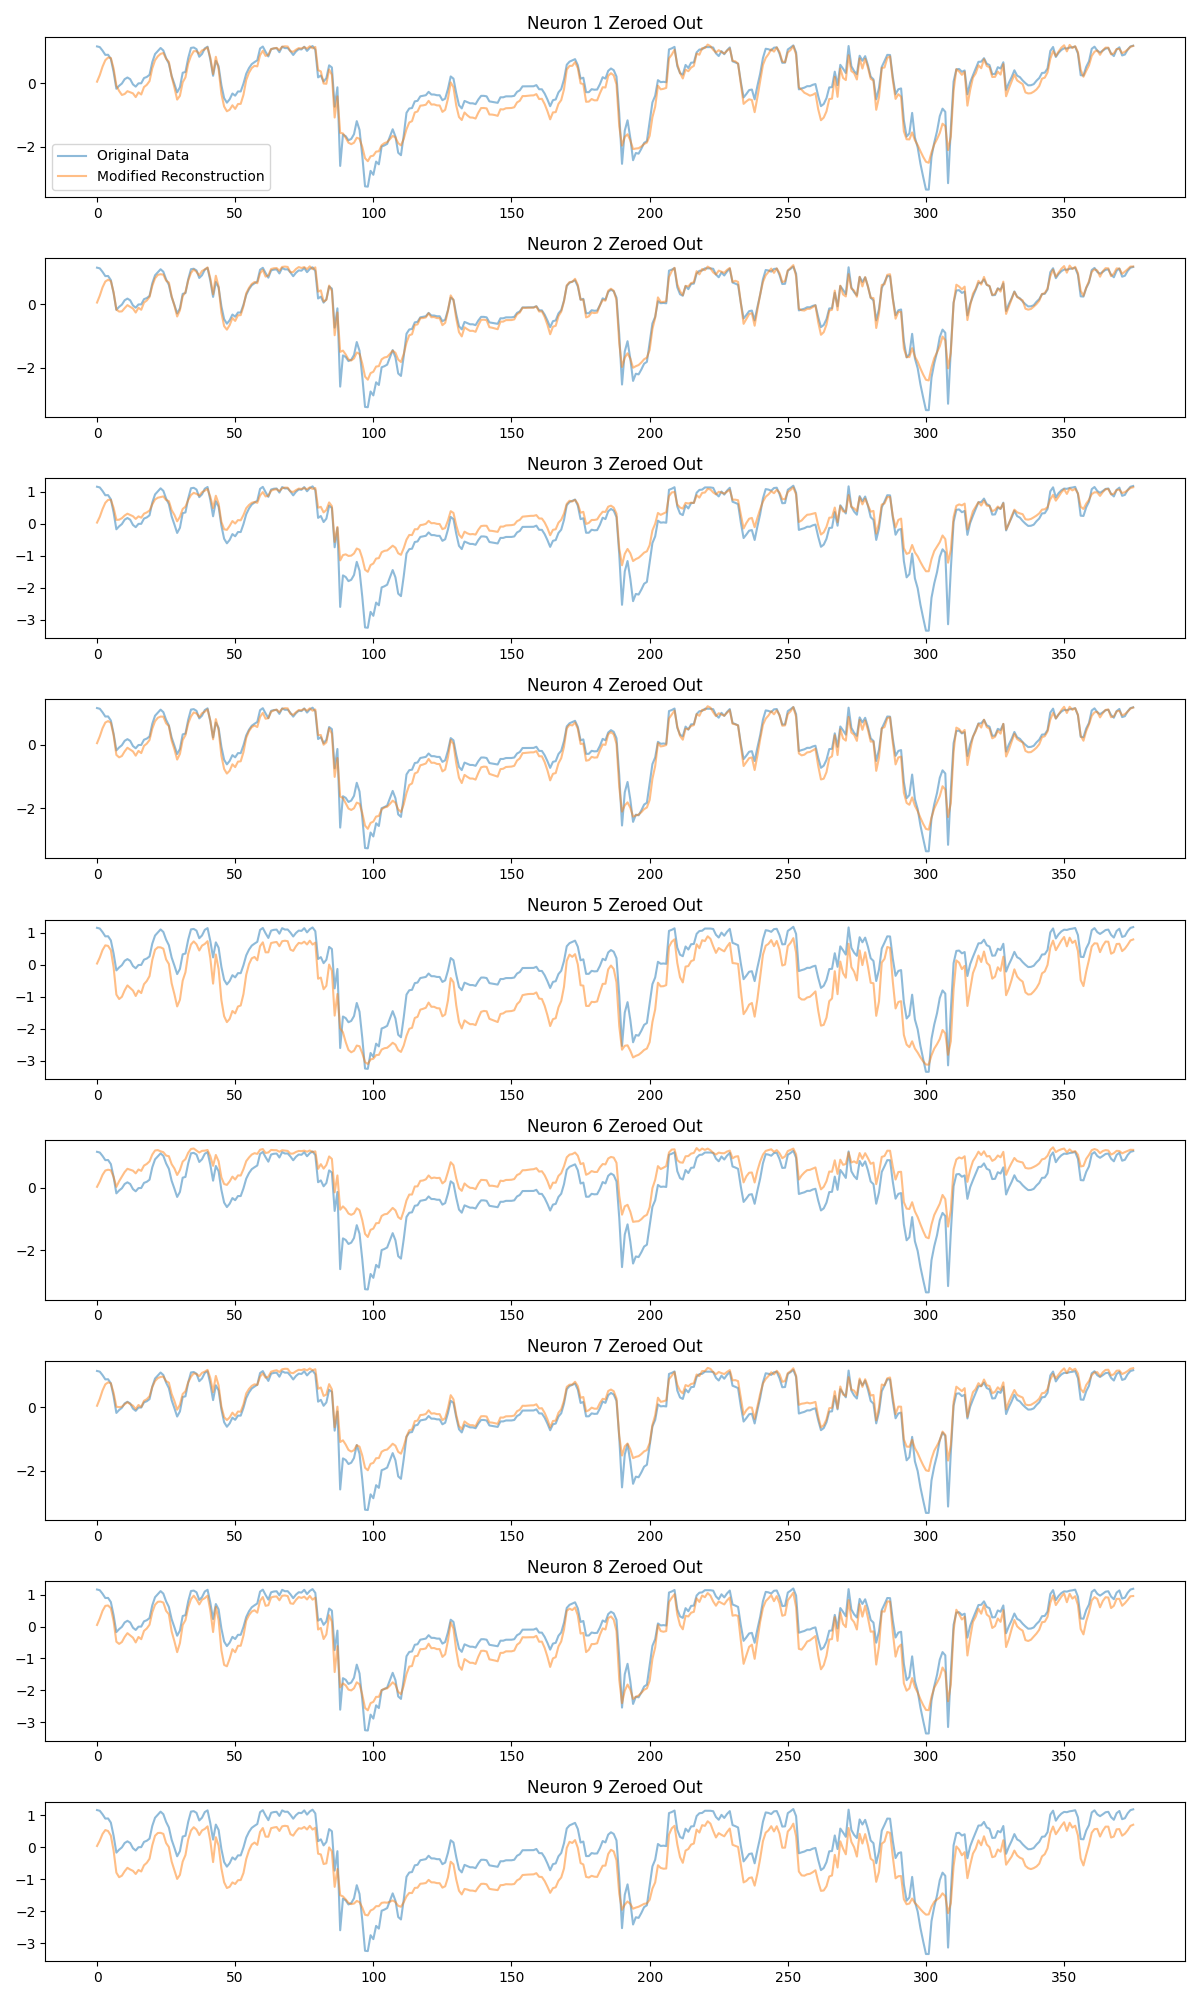 Neuron 1 Zeroed Out
0
−2
Original Data
Modified Reconstruction
0 50 100 150 200 250 300 350
Neuron 2 Zeroed Out
0
−2
0 50 100 150 200 250 300 350
Neuron 3 Zeroed Out
1
0
−1
−2
−3
0 50 100 150 200 250 300 350
Neuron 4 Zeroed Out
0
−2
0 50 100 150 200 250 300 350
Neuron 5 Zeroed Out
1
0
−1
−2
−3
0 50 100 150 200 250 300 350
Neuron 6 Zeroed Out
0
−2
0 50 100 150 200 250 300 350
Neuron 7 Zeroed Out
0
−2
0 50 100 150 200 250 300 350
Neuron 8 Zeroed Out
1
0
−1
−2
−3
0 50 100 150 200 250 300 350
Neuron 9 Zeroed Out
1
0
−1
−2
−3
0 50 100 150 200 250 300 350